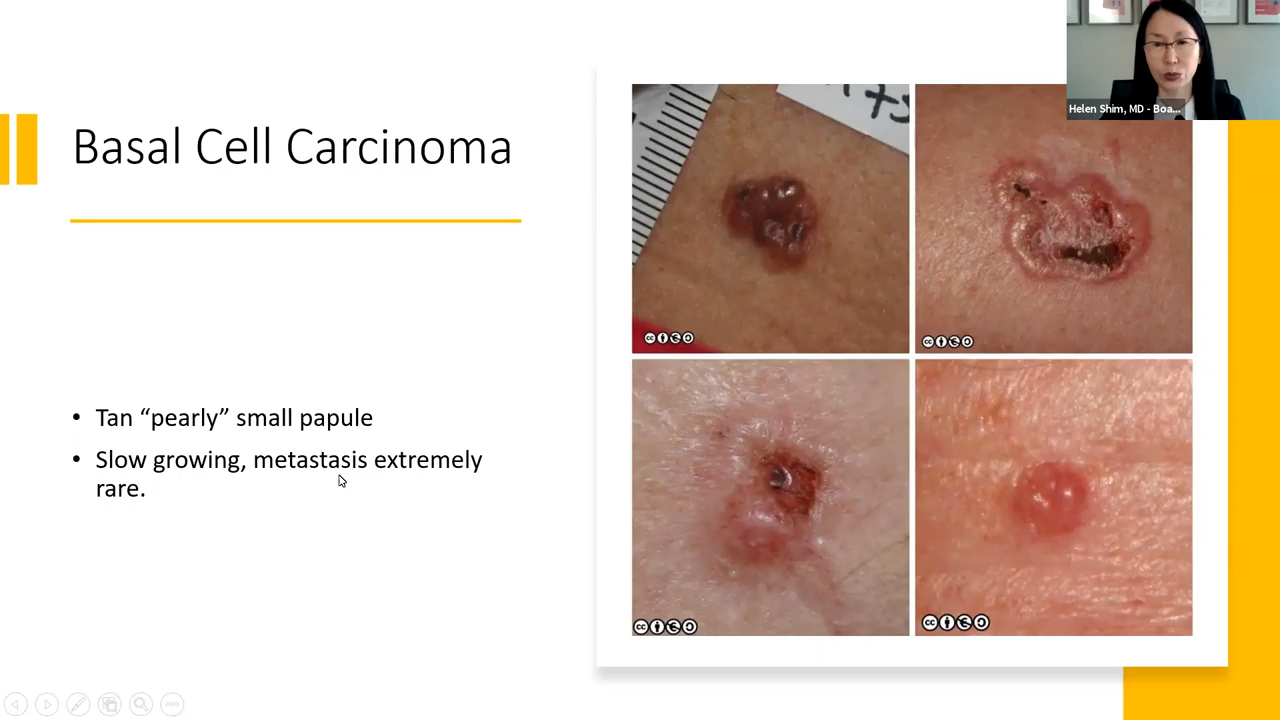 Helen Shim, MD - Boa...
Basal Cell Carcinoma
• Tan “pearly” small papule
• Slow growing, metastasis extremely
rare.